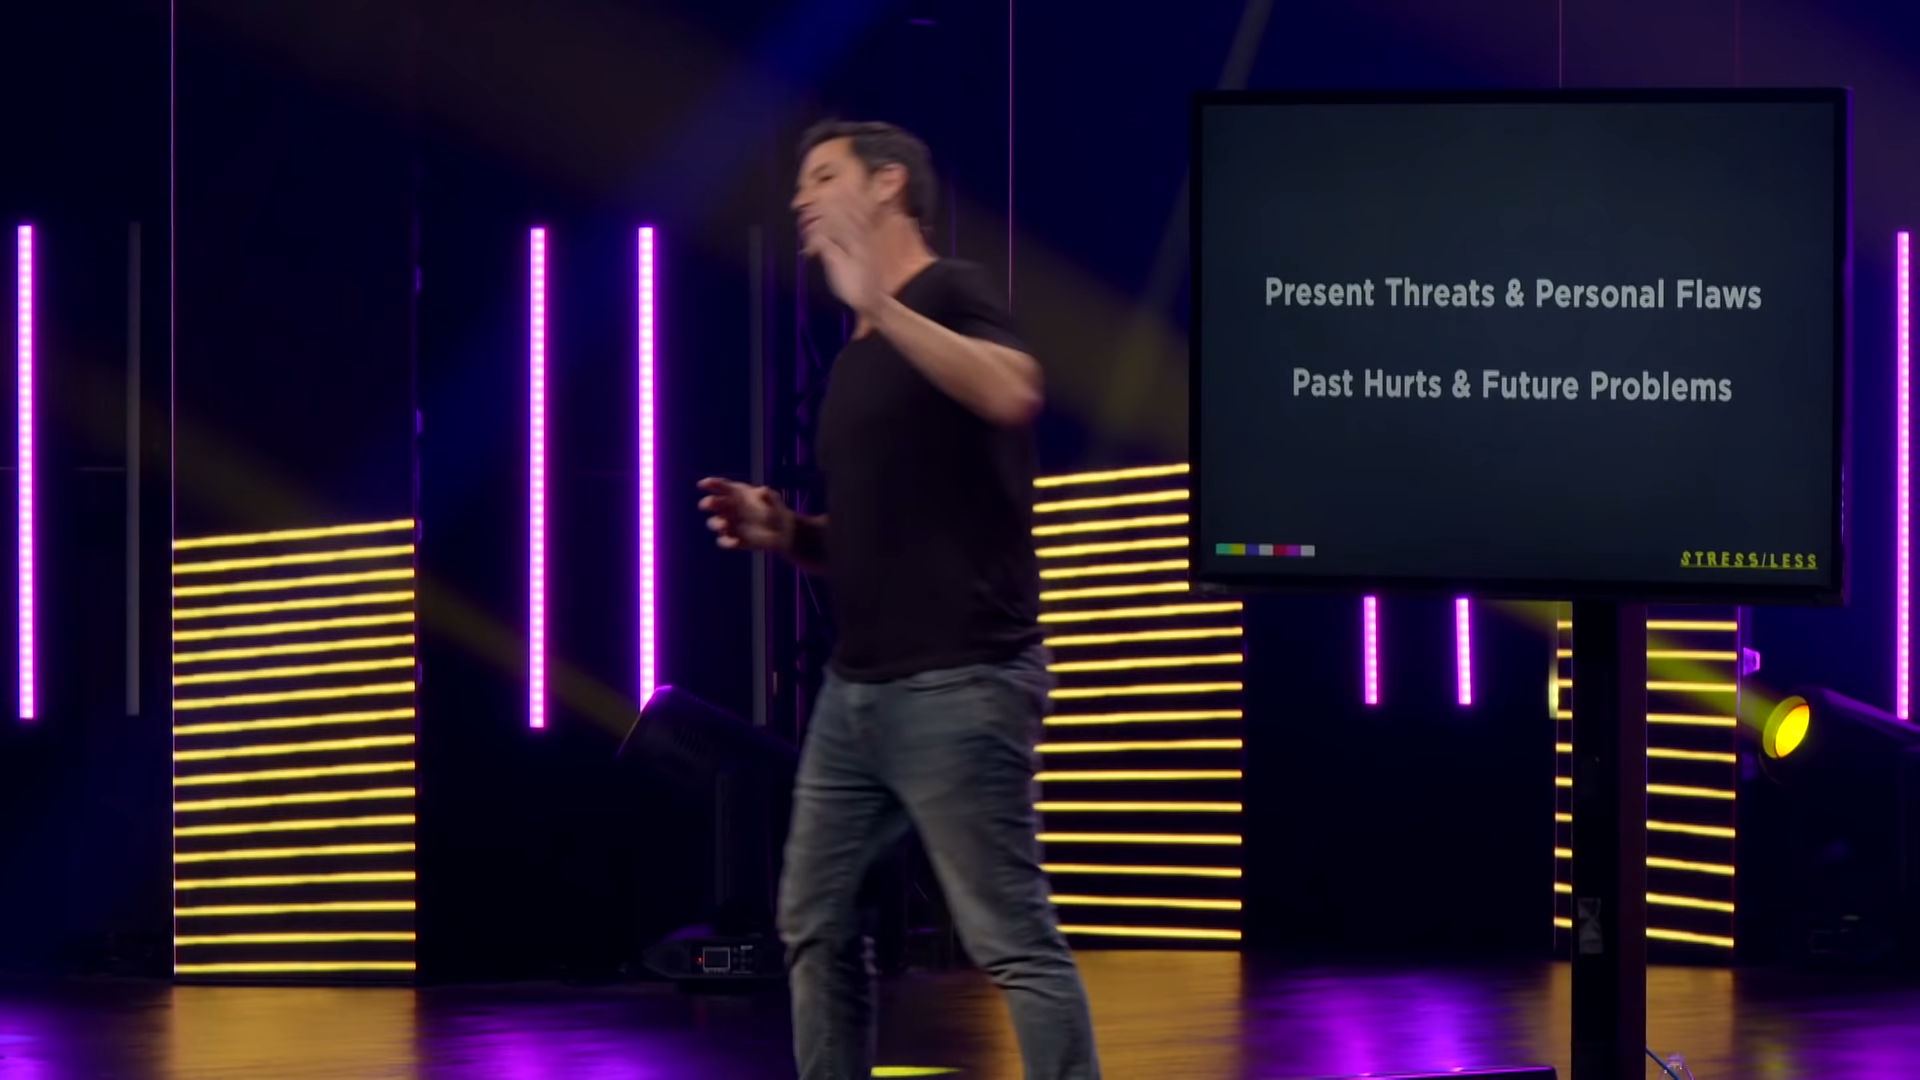 Present Threats & Personal Flaws
Past Hurts & Future Problems
STRESS/LESS